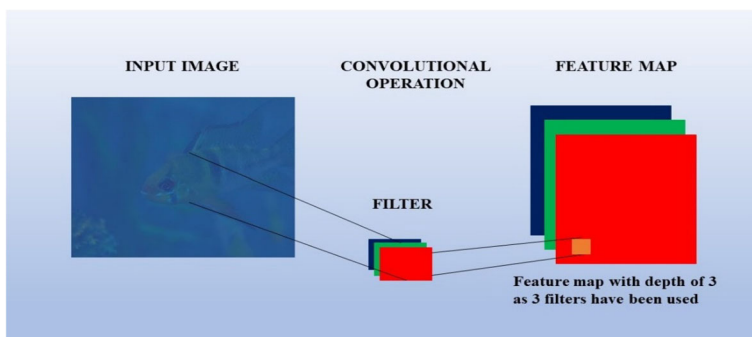 INPUT IMAGE
CONVOLUTIONAL
OPERATION
FEATURE MAP
FILTER
Feature map with depth of 3
as 3 filters have been used